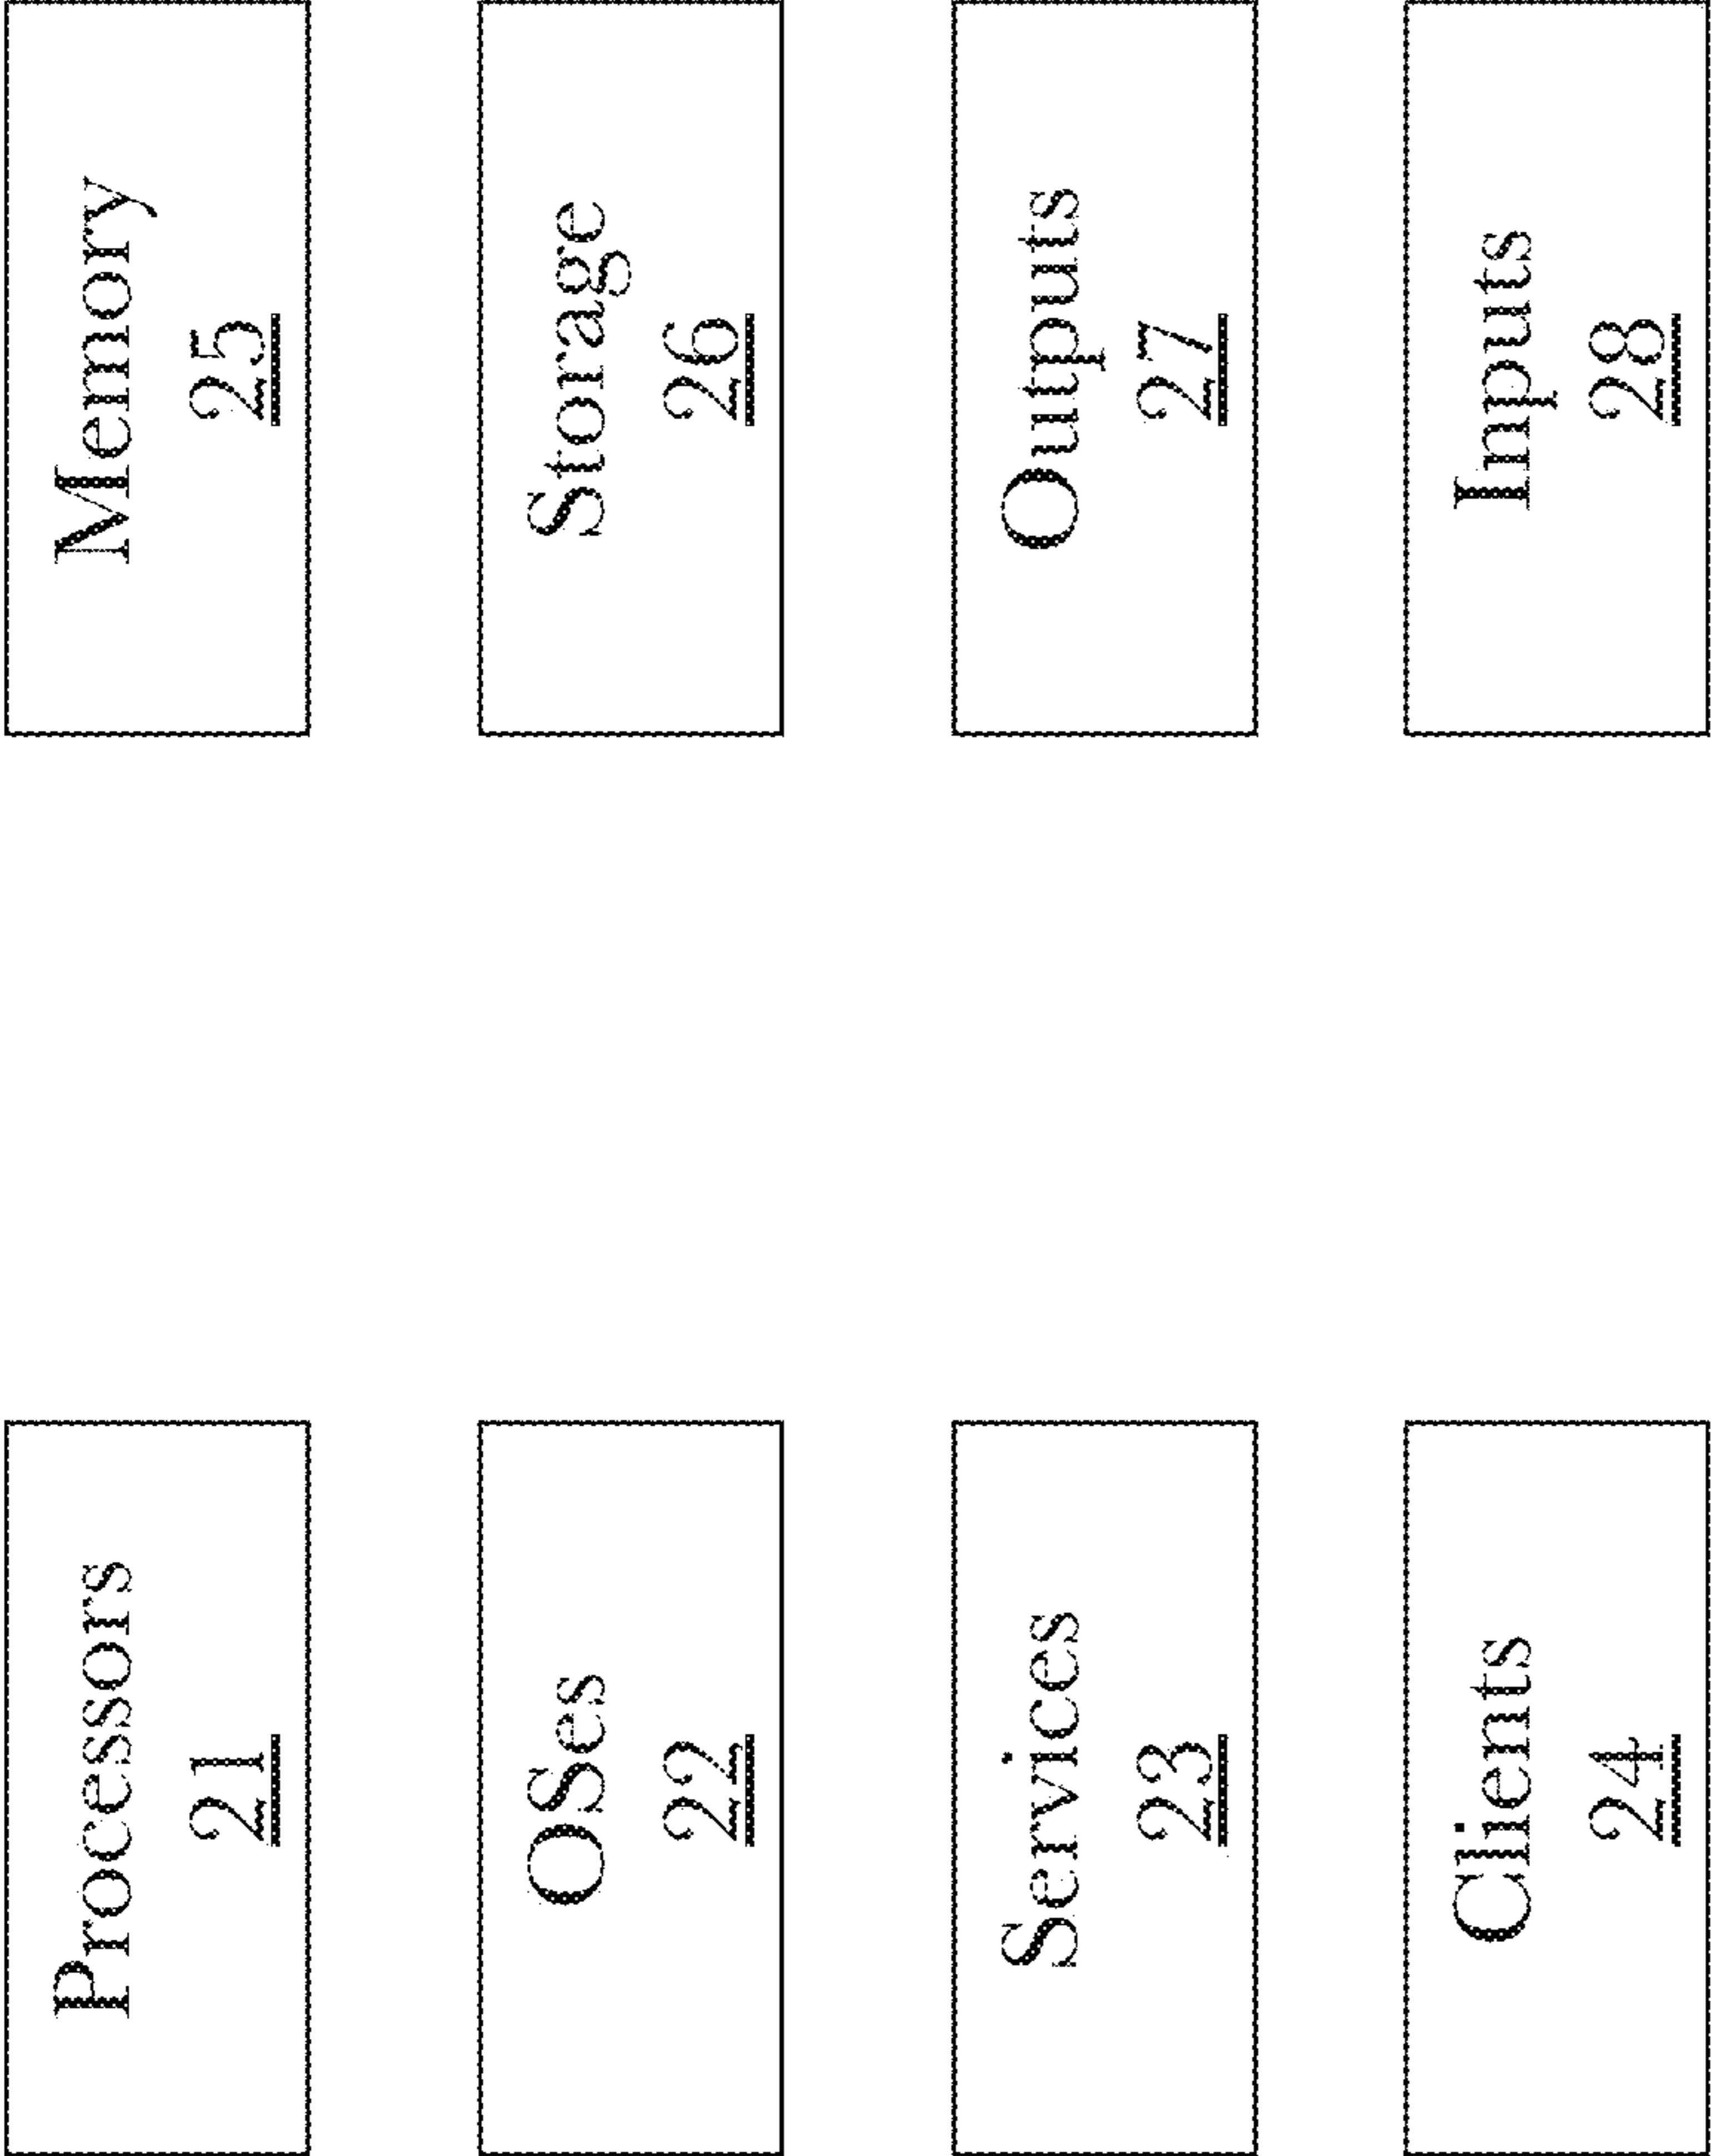 Processors
21
OSes
22
Services
23
Clients
24
Memory
25
Storage
26
Outputs
27
Inputs
28